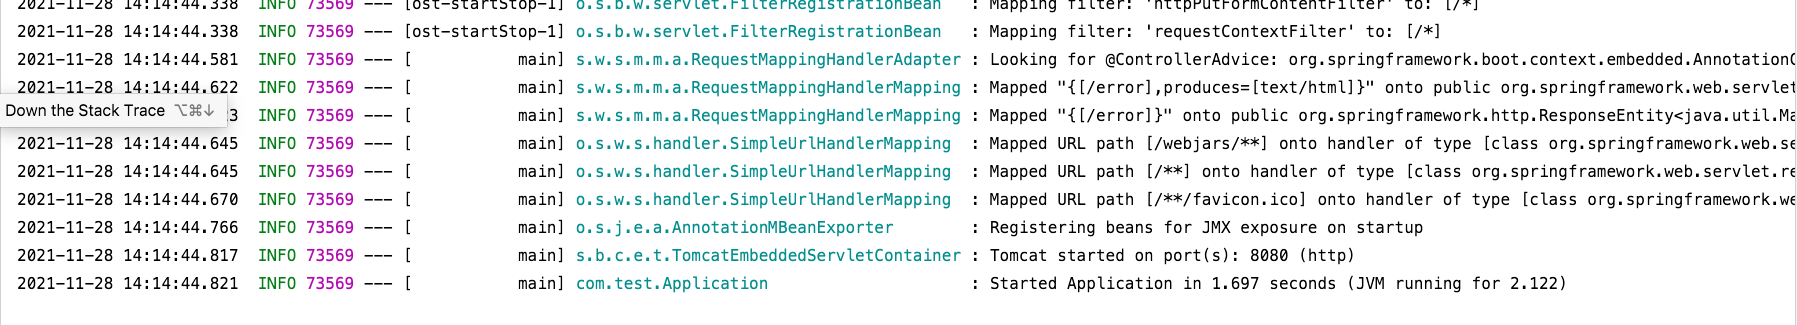 2021-11-28 14:14:44.338  INFO 73569 --- [ost-startStop-1] o.s.b.w.servlet.FilterRegistrationBean   : Mapping filter: 'httpPutFormContentFilter' to: [/*]
2021-11-28 14:14:44.338  INFO 73569 --- [ost-startStop-1] o.s.b.w.servlet.FilterRegistrationBean   : Mapping filter: 'requestContextFilter' to: [/*]
2021-11-28 14:14:44.581  INFO 73569 --- [           main] s.w.s.m.m.a.RequestMappingHandlerAdapter : Looking for @ControllerAdvice: org.springframework.boot.context.embedded.Annotation
2021-11-28 14:14:44.622  INFO 73569 --- [           main] s.w.s.m.m.a.RequestMappingHandlerMapping : Mapped "{[/error],produces=[text/html]}" onto public org.springframework.web.servlet
Down the Stack Trace ⌥⌘↓ 3  INFO 73569 --- [           main] s.w.s.m.m.a.RequestMappingHandlerMapping : Mapped "{[/error]}" onto public org.springframework.http.ResponseEntity<java.util.Ma
2021-11-28 14:14:44.645  INFO 73569 --- [           main] o.s.w.s.handler.SimpleUrlHandlerMapping  : Mapped URL path [/webjars/**] onto handler of type [class org.springframework.web.se
2021-11-28 14:14:44.645  INFO 73569 --- [           main] o.s.w.s.handler.SimpleUrlHandlerMapping  : Mapped URL path [/**] onto handler of type [class org.springframework.web.servlet.re
2021-11-28 14:14:44.670  INFO 73569 --- [           main] o.s.w.s.handler.SimpleUrlHandlerMapping  : Mapped URL path [/**/favicon.ico] onto handler of type [class org.springframework.we
2021-11-28 14:14:44.766  INFO 73569 --- [           main] o.s.j.e.a.AnnotationMBeanExporter        : Registering beans for JMX exposure on startup
2021-11-28 14:14:44.817  INFO 73569 --- [           main] s.b.c.e.t.TomcatEmbeddedServletContainer : Tomcat started on port(s): 8080 (http)
2021-11-28 14:14:44.821  INFO 73569 --- [           main] com.test.Application                     : Started Application in 1.697 seconds (JVM running for 2.122)